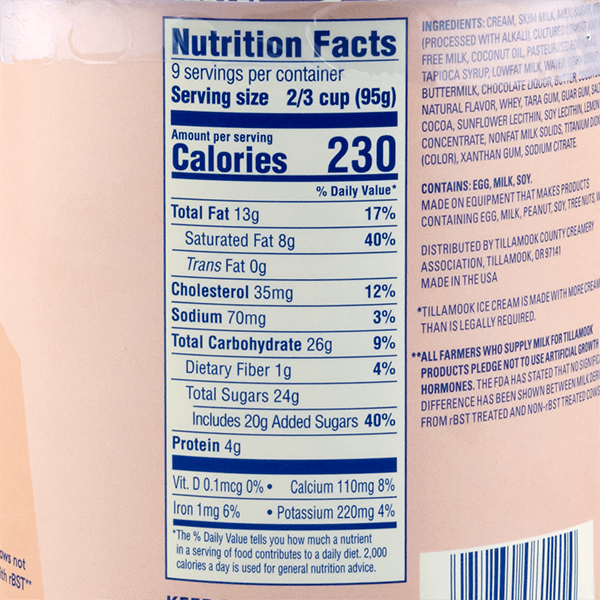 Nutrition Facts
9 servings per container
Serving size 2/3 cup (95g)
Amount per serving
Calories 230
% Daily Value*
Total Fat 13g 17%
Saturated Fat 8g 40%
Trans Fat 0g
Cholesterol 35mg 12%
Sodium 70mg 3%
Total Carbohydrate 26g 9%
Dietary Fiber 1g 4%
Total Sugars 24g
Includes 20g Added Sugars 40%
Protein 4g
Vit. D 0.1mcg 0% • Calcium 110mg 8%
Iron 1mg 6% • Potassium 220mg 4%
*The % Daily Value tells you how much a nutrient
in a serving of food contributes to a daily diet. 2,000
calories a day is used for general nutrition advice.
INGREDIENTS: CREAM, SKIM MILK,
(PROCESSED WITH ALKALI), CULTURED
FREE MILK, COCONUT OIL,
TAPIOCA SYRUP, LOWFAT MILK,
BUTTERMILK, CHOCOLATE LIQUOR,
NATURAL FLAVOR, WHEY, TARA GUM, GUAR GUM,
COCOA, SUNFLOWER LECITHIN, SOY LECITHIN,
CONCENTRATE, NONFAT MILK SOLIDS, TITANIUM
(COLOR), XANTHAN GUM, SODIUM CITRATE.
CONTAINS: EGG, MILK, SOY.
MADE ON EQUIPMENT THAT MAKES PRODUCTS
CONTAINING EGG, MILK, PEANUT, SOY, TREE NUTS,
DISTRIBUTED BY TILLAMOOK COUNTY CREAMERY
ASSOCIATION, TILLAMOOK, OR 97141
MADE IN THE USA
*TILLAMOOK ICE CREAM IS MADE WITH MORE CREAM
THAN IS LEGALLY REQUIRED.
**ALL FARMERS WHO SUPPLY MILK FOR TILLAMOOK
PRODUCTS PLEDGE NOT TO USE ARTIFICIAL GROWTH
HORMONES. THE FDA HAS STATED THAT NO
DIFFERENCE HAS BEEN SHOWN BETWEEN
FROM rBST TREATED AND NON-rBST TREATED COWS
not
rBST**